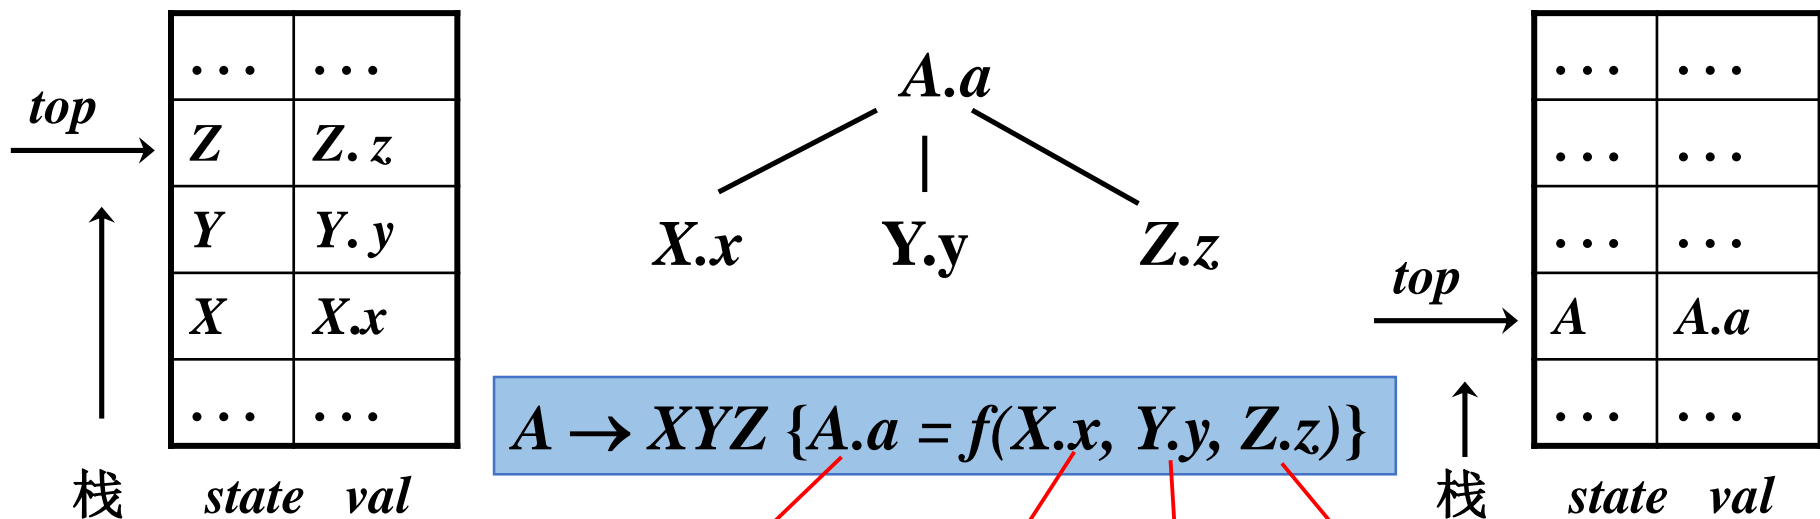 ... ...
top
Z Z. z
Y Y. y
X X.x
... ...
栈 state val
A.a
X.x Y.y Z.z
A → XYZ {A.a = f(X.x, Y.y, Z.z)}
... ...
... ...
... ...
top
A A.a
... ...
栈 state val